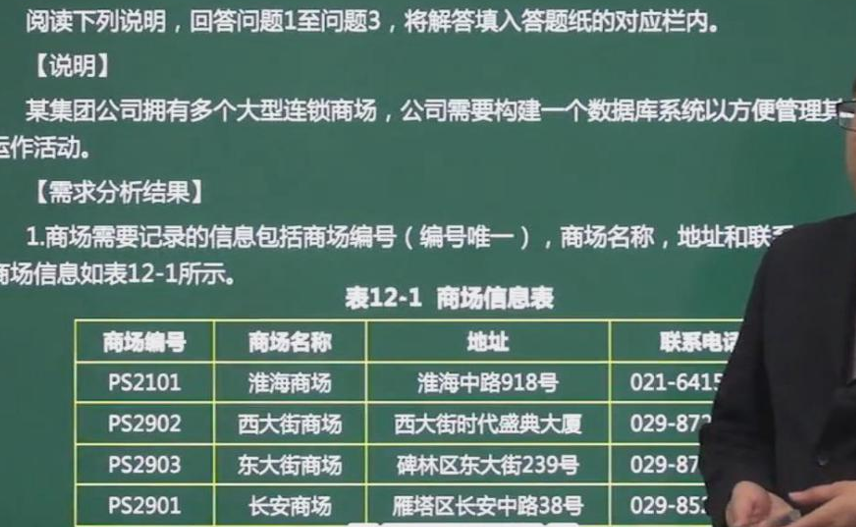 阅读下列说明，回答问题1至问题3，将解答填入答题纸的对应栏内。
【说明】
某集团公司拥有多个大型连锁商场，公司需要构建一个数据库系统以方便管理其
运作活动。
【需求分析结果】
1.商场需要记录的信息包括商场编号（编号唯一），商场名称，地址和联系
商场信息如表12-1所示。
表12-1 商场信息表
商场编号 商场名称 地址 联系电话
PS2101 淮海商场 淮海中路918号 021-6415
PS2902 西大街商场 西大街时代盛典大厦 029-87
PS2903 东大街商场 碑林区东大街239号 029-87
PS2901 长安商场 雁塔区长安中路38号 029-85